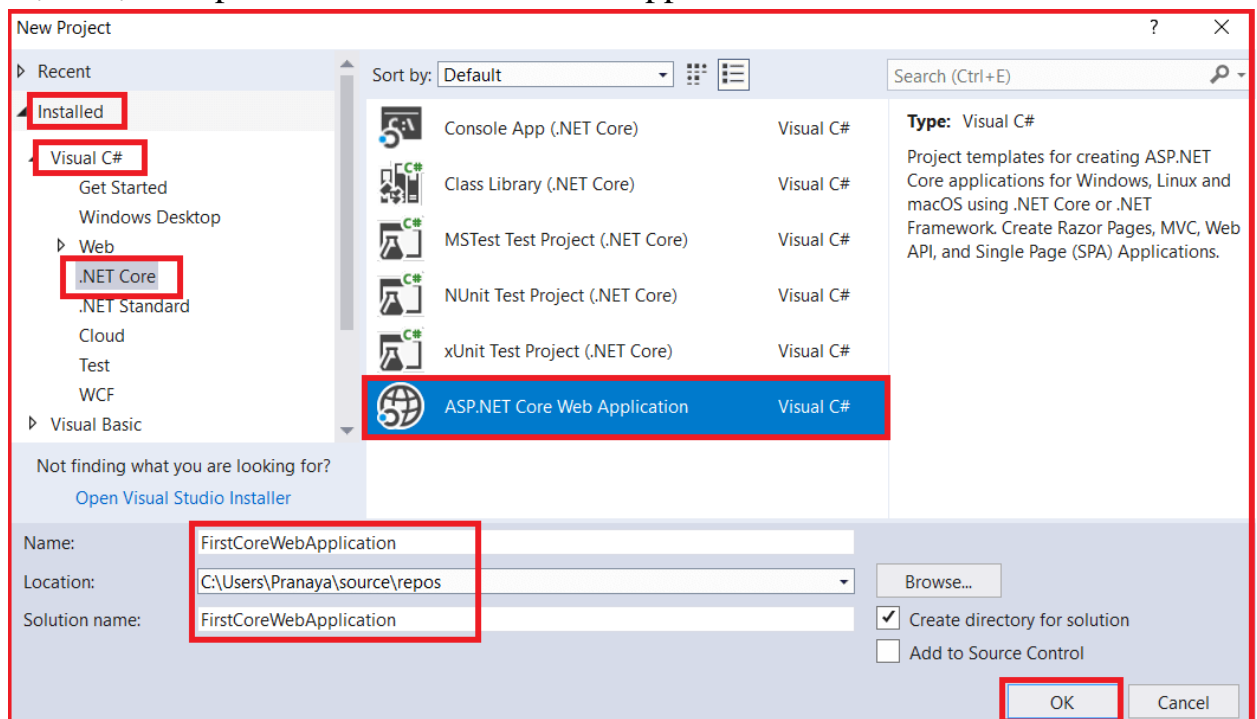 New Project
?
Recent
Installed
Visual C#
Get Started
Windows Desktop
Web
.NET Core
.NET Standard
Cloud
Test
WCF
Visual Basic
Not finding what you are looking for?
Open Visual Studio Installer
Sort by: Default
Console App (.NET Core) Visual C#
Class Library (.NET Core) Visual C#
MSTest Test Project (.NET Core) Visual C#
NUnit Test Project (.NET Core) Visual C#
xUnit Test Project (.NET Core) Visual C#
ASP.NET Core Web Application Visual C#
Search (Ctrl+E)
Type: Visual C#
Project templates for creating ASP.NET
Core applications for Windows, Linux and
macOS using .NET Core or .NET
Framework. Create Razor Pages, MVC, Web
API, and Single Page (SPA) Applications.
Name: FirstCoreWebApplication
Location: C:\Users\Pranaya\source\repos Browse...
Solution name: FirstCoreWebApplication
Create directory for solution
Add to Source Control
OK Cancel